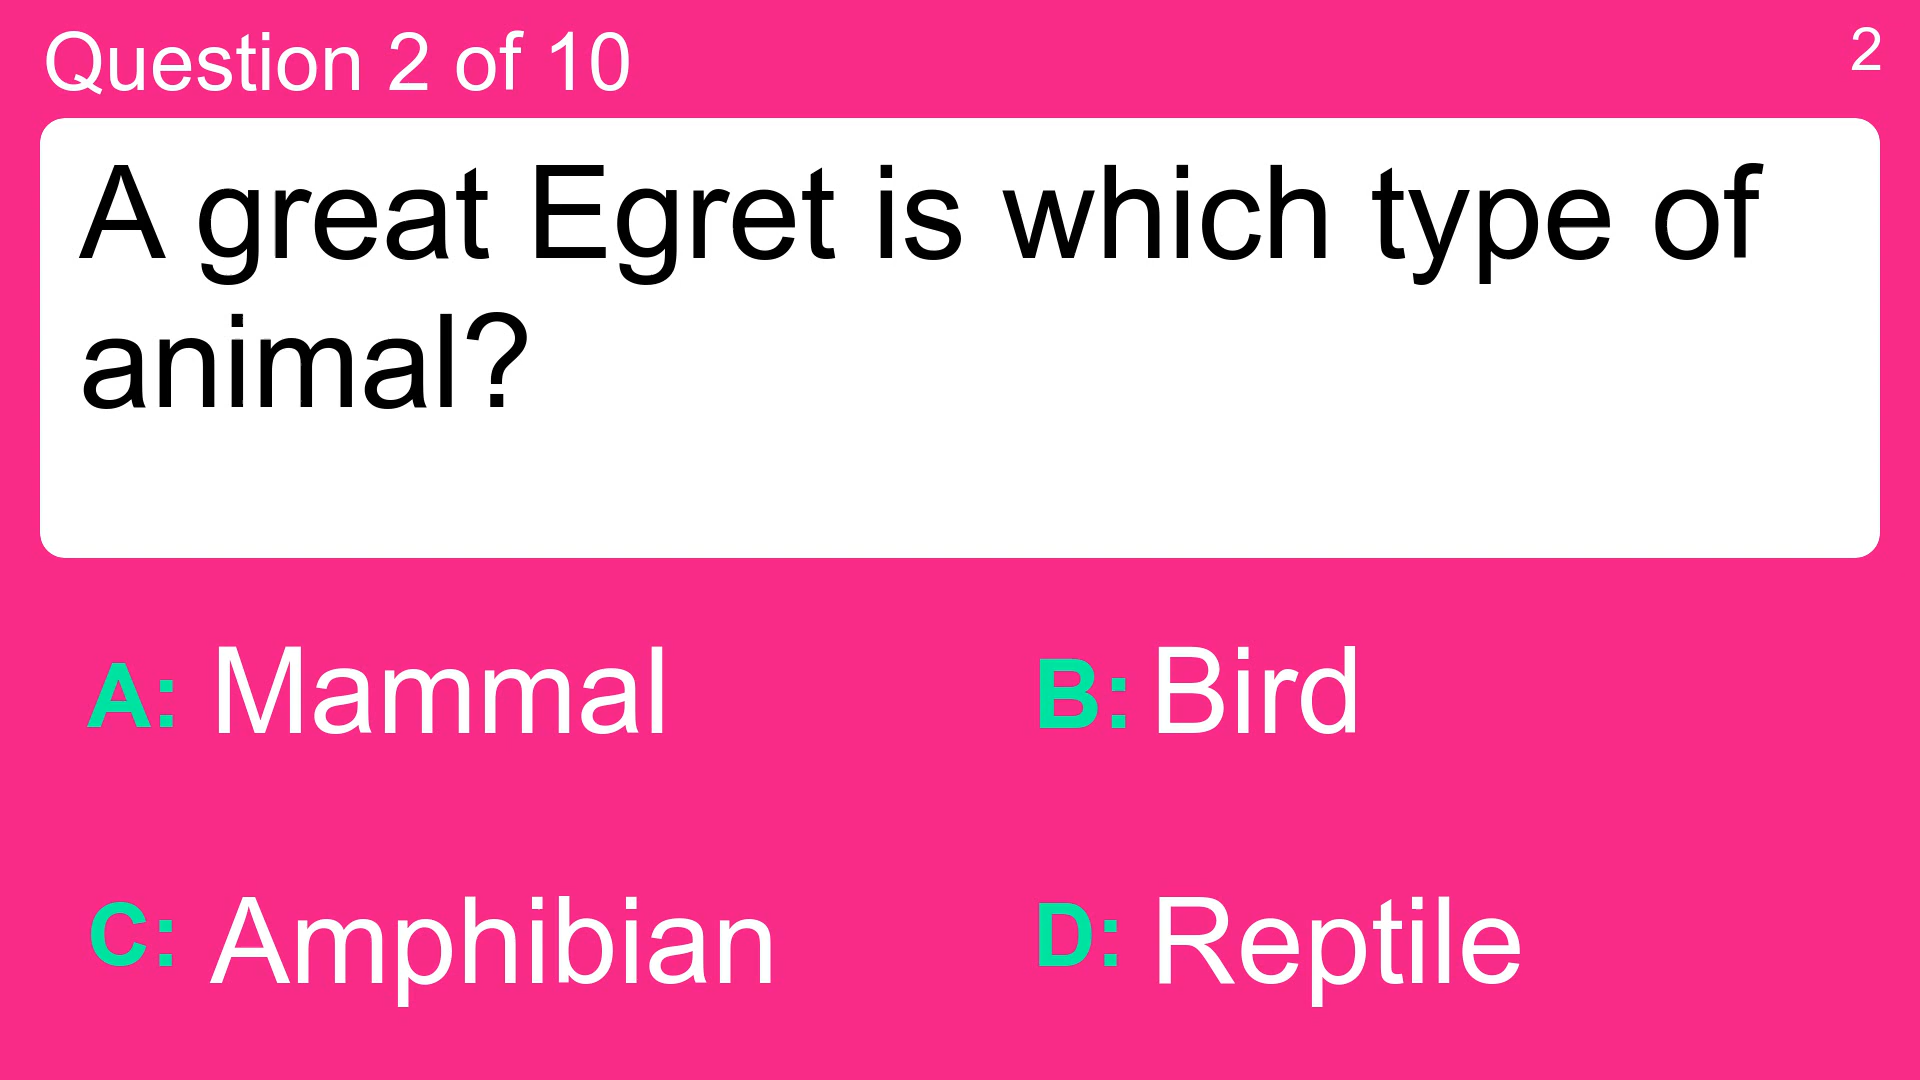 Question 2 of 10
2
A great Egret is which type of
animal?
A: Mammal
B: Bird
C: Amphibian
D: Reptile